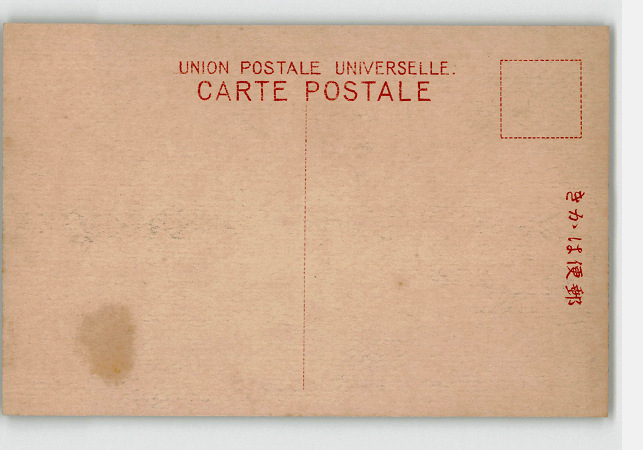 UNION POSTALE UNIVERSELLE.
CARTE POSTALE
郵便はかき